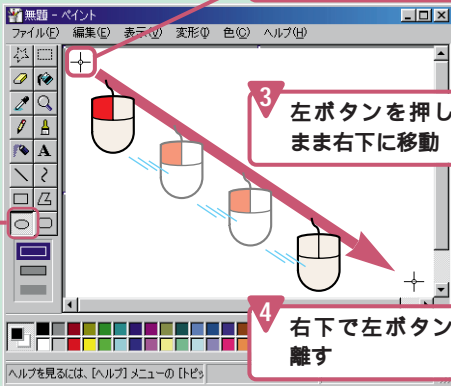 無題 - ペイント
ファイル(F) 編集(E) 表示(V) 変形(I) 色(C) ヘルプ(H)
A
3
左ボタンを押し
まま右下に移動
4
右下で左ボタン
離す
ヘルプを見るには、[ヘルプ] メニューの [トピッ